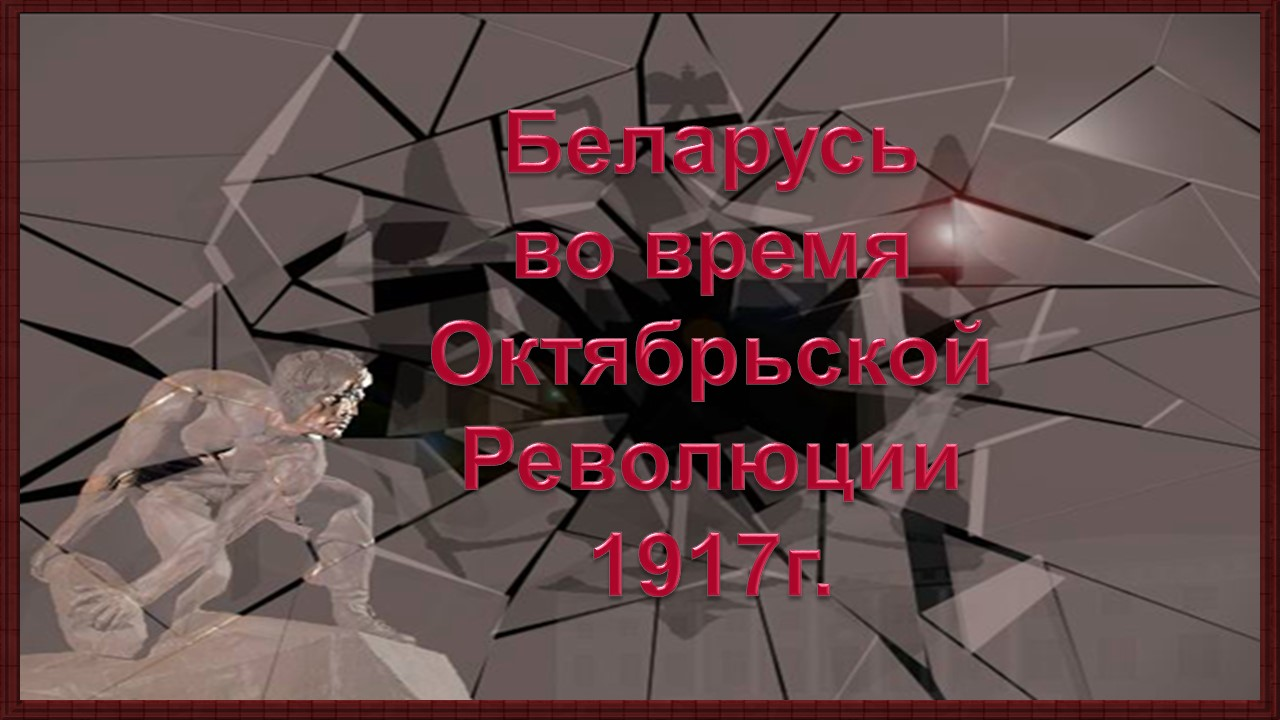 Беларусь
во время
Октябрьской
Революции
1917г.